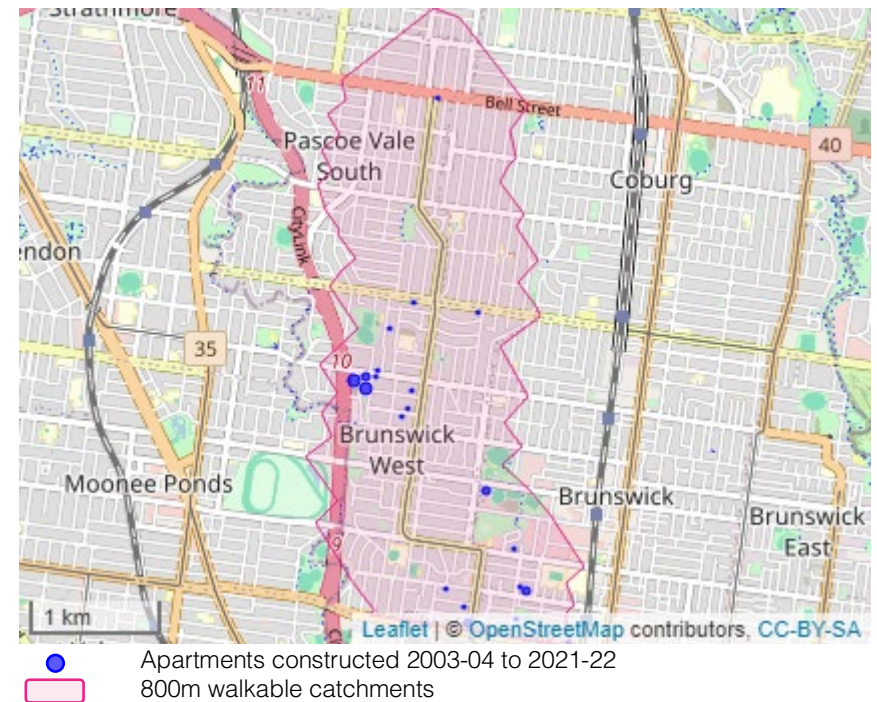 Strathmore
11
Bell Street
Pascoe Vale
South
40
Coburg
CityLink
endon
35
10
Brunswick
West
Moonee Ponds
Brunswick
Brunswick
East
9
1 km
Leaflet | © OpenStreetMap contributors, CC-BY-SA
Apartments constructed 2003-04 to 2021-22
800m walkable catchments